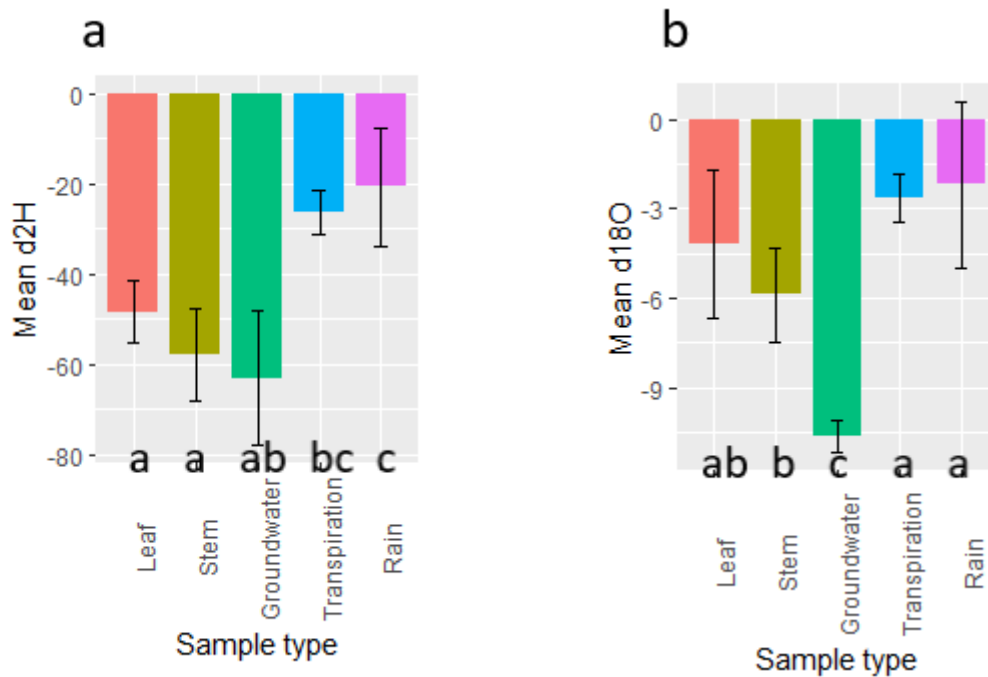 a
Mean d2H
0
-20
-40
-60
-80
a a ab bc c
Leaf
Stem
Groundwater
Transpiration
Rain
Sample type
b
Mean d18O
0
-3
-6
-9
ab b c a a
Leaf
Stem
Groundwater
Transpiration
Rain
Sample type